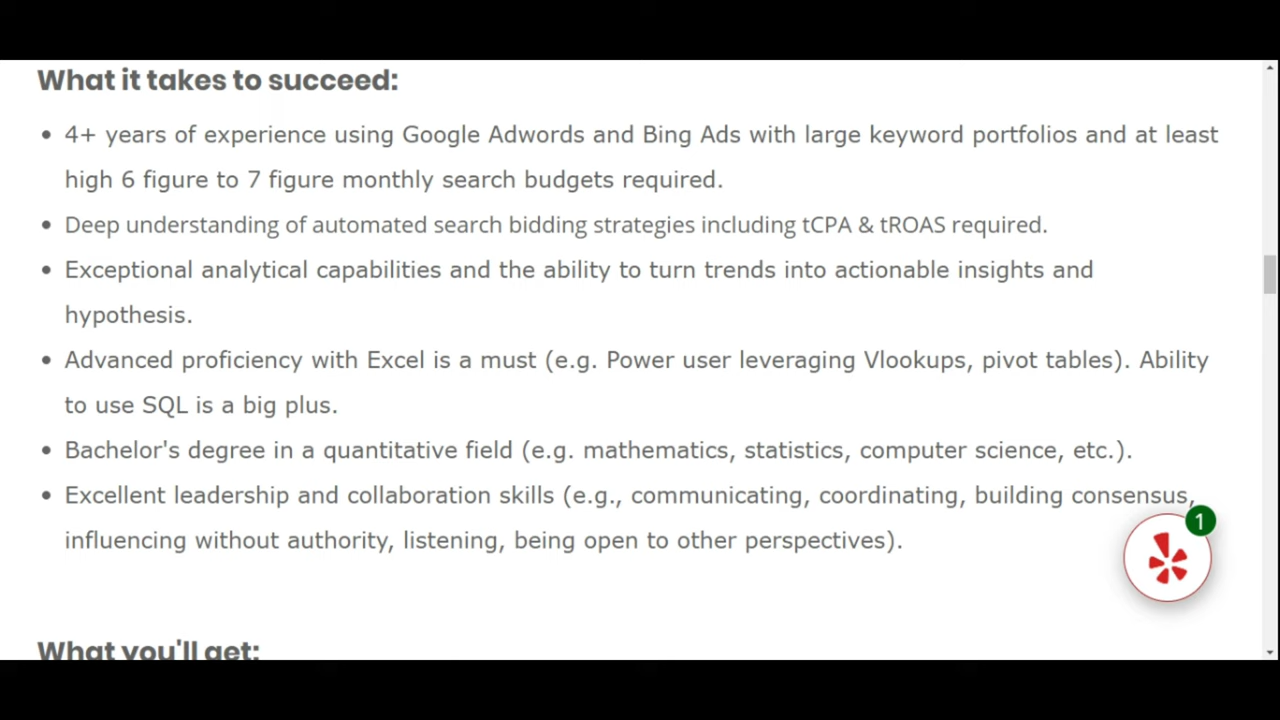 What it takes to succeed:
• 4+ years of experience using Google Adwords and Bing Ads with large keyword portfolios and at least
high 6 figure to 7 figure monthly search budgets required.
• Deep understanding of automated search bidding strategies including tCPA & tROAS required.
• Exceptional analytical capabilities and the ability to turn trends into actionable insights and
hypothesis.
• Advanced proficiency with Excel is a must (e.g. Power user leveraging Vlookups, pivot tables). Ability
to use SQL is a big plus.
• Bachelor's degree in a quantitative field (e.g. mathematics, statistics, computer science, etc.).
• Excellent leadership and collaboration skills (e.g., communicating, coordinating, building consensus,
influencing without authority, listening, being open to other perspectives).
1
What you'll get: